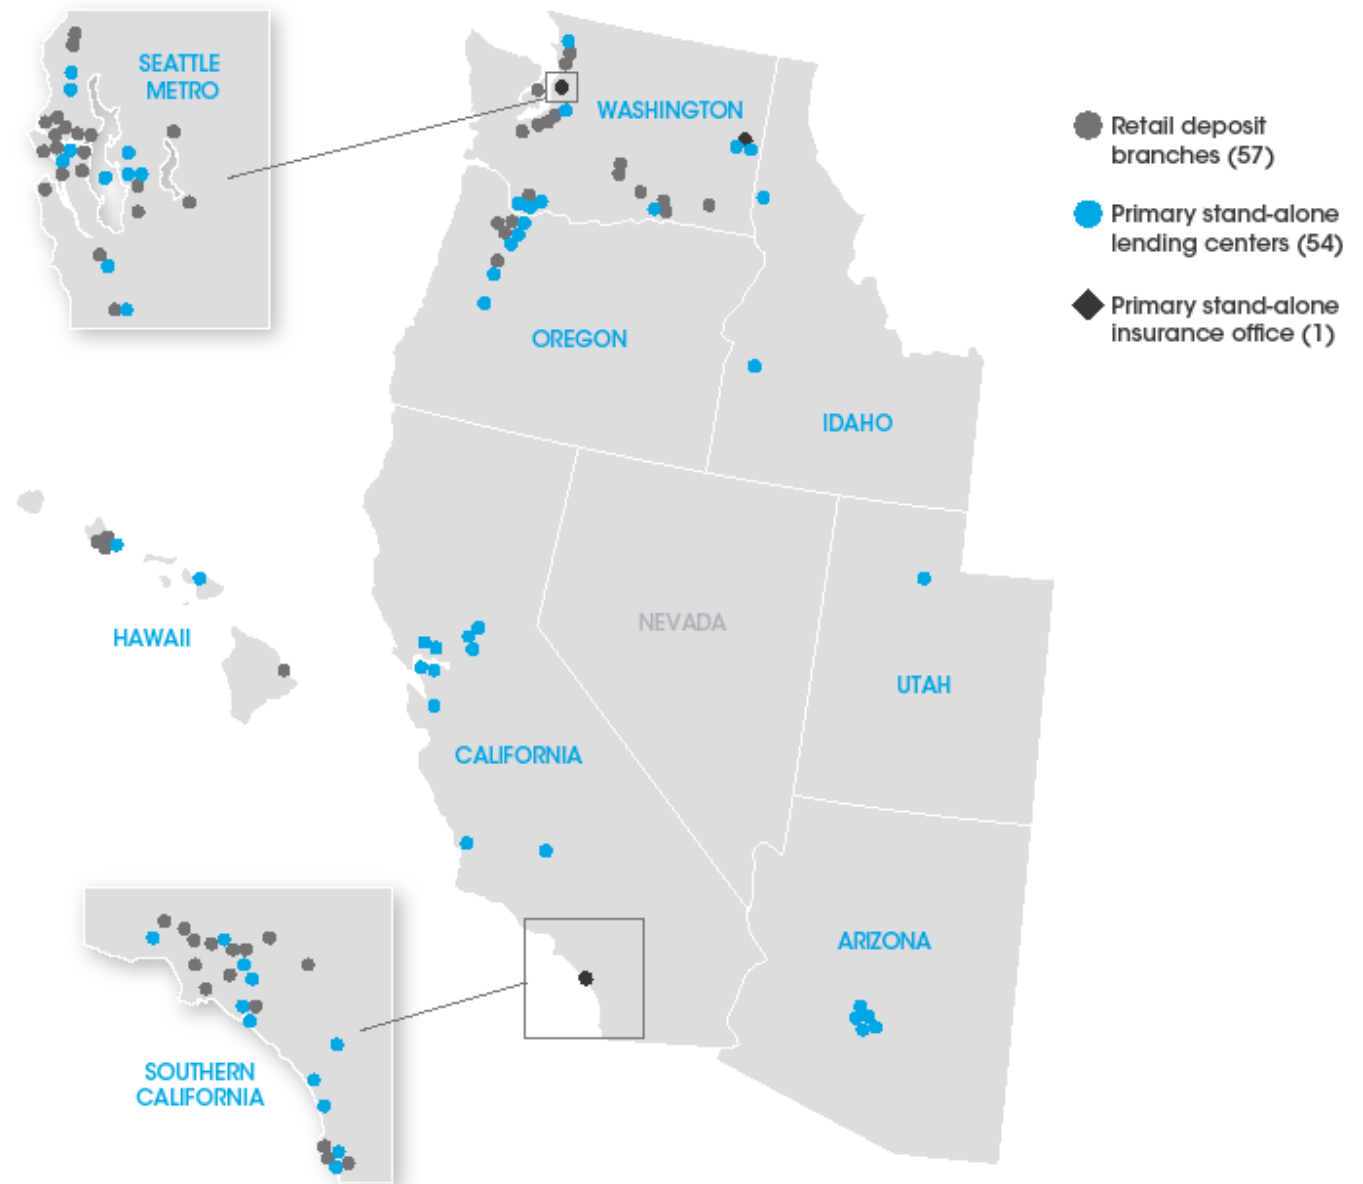 SEATTLE
METRO
WASHINGTON
Retail deposit
branches (57)
Primary stand-alone
lending centers (54)
Primary stand-alone
insurance office (1)
OREGON
IDAHO
HAWAII
NEVADA
UTAH
CALIFORNIA
ARIZONA
SOUTHERN
CALIFORNIA